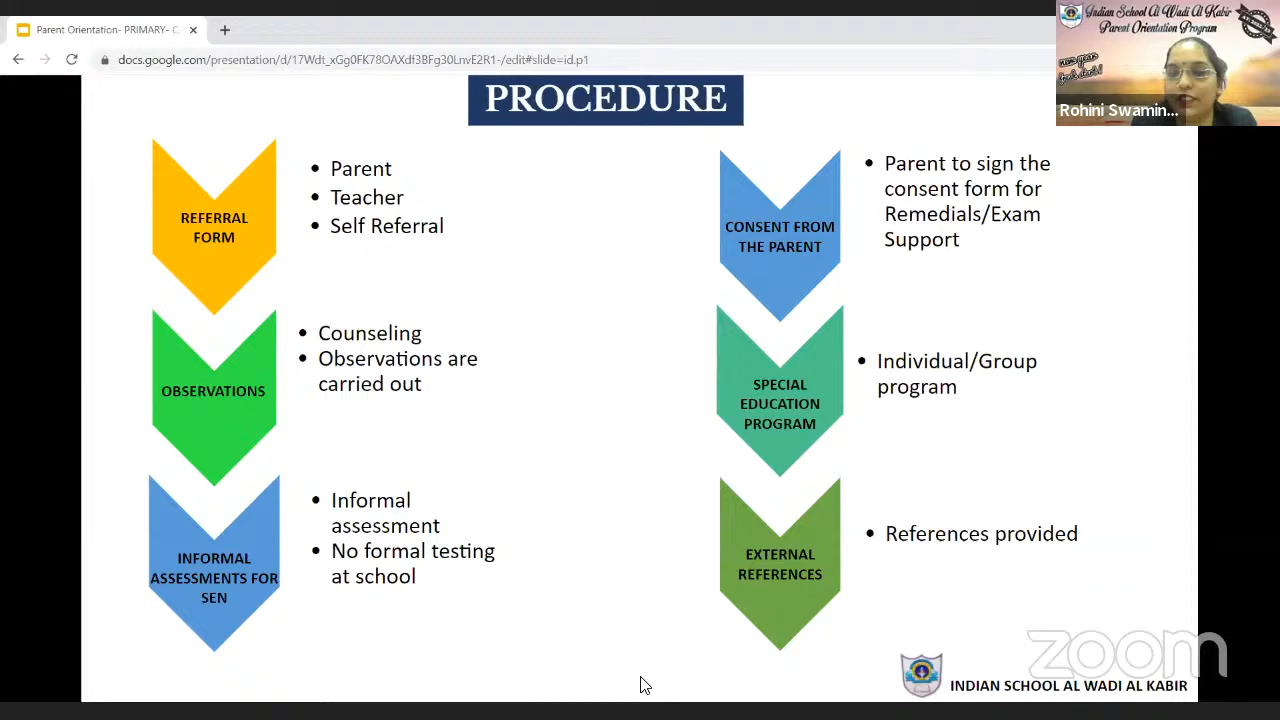 Parent Orientation- PRIMARY- C
docs.google.com/presentation/d/17Wdt_xGg0FK78OAXdf3BFg30LnvE2R1-/edit#slide=id.p1
Indian School Al Wadi Al Kabir
Parent Orientation Program
new year
Rohini Swamin...
PROCEDURE
REFERRAL
FORM
• Parent
• Teacher
• Self Referral
OBSERVATIONS
• Counseling
• Observations are
carried out
INFORMAL
ASSESSMENTS FOR
SEN
• Informal
assessment
• No formal testing
at school
CONSENT FROM
THE PARENT
• Parent to sign the
consent form for
Remedials/Exam
Support
SPECIAL
EDUCATION
PROGRAM
• Individual/Group
program
EXTERNAL
REFERENCES
• References provided
zoom
INDIAN SCHOOL AL WADI AL KABIR